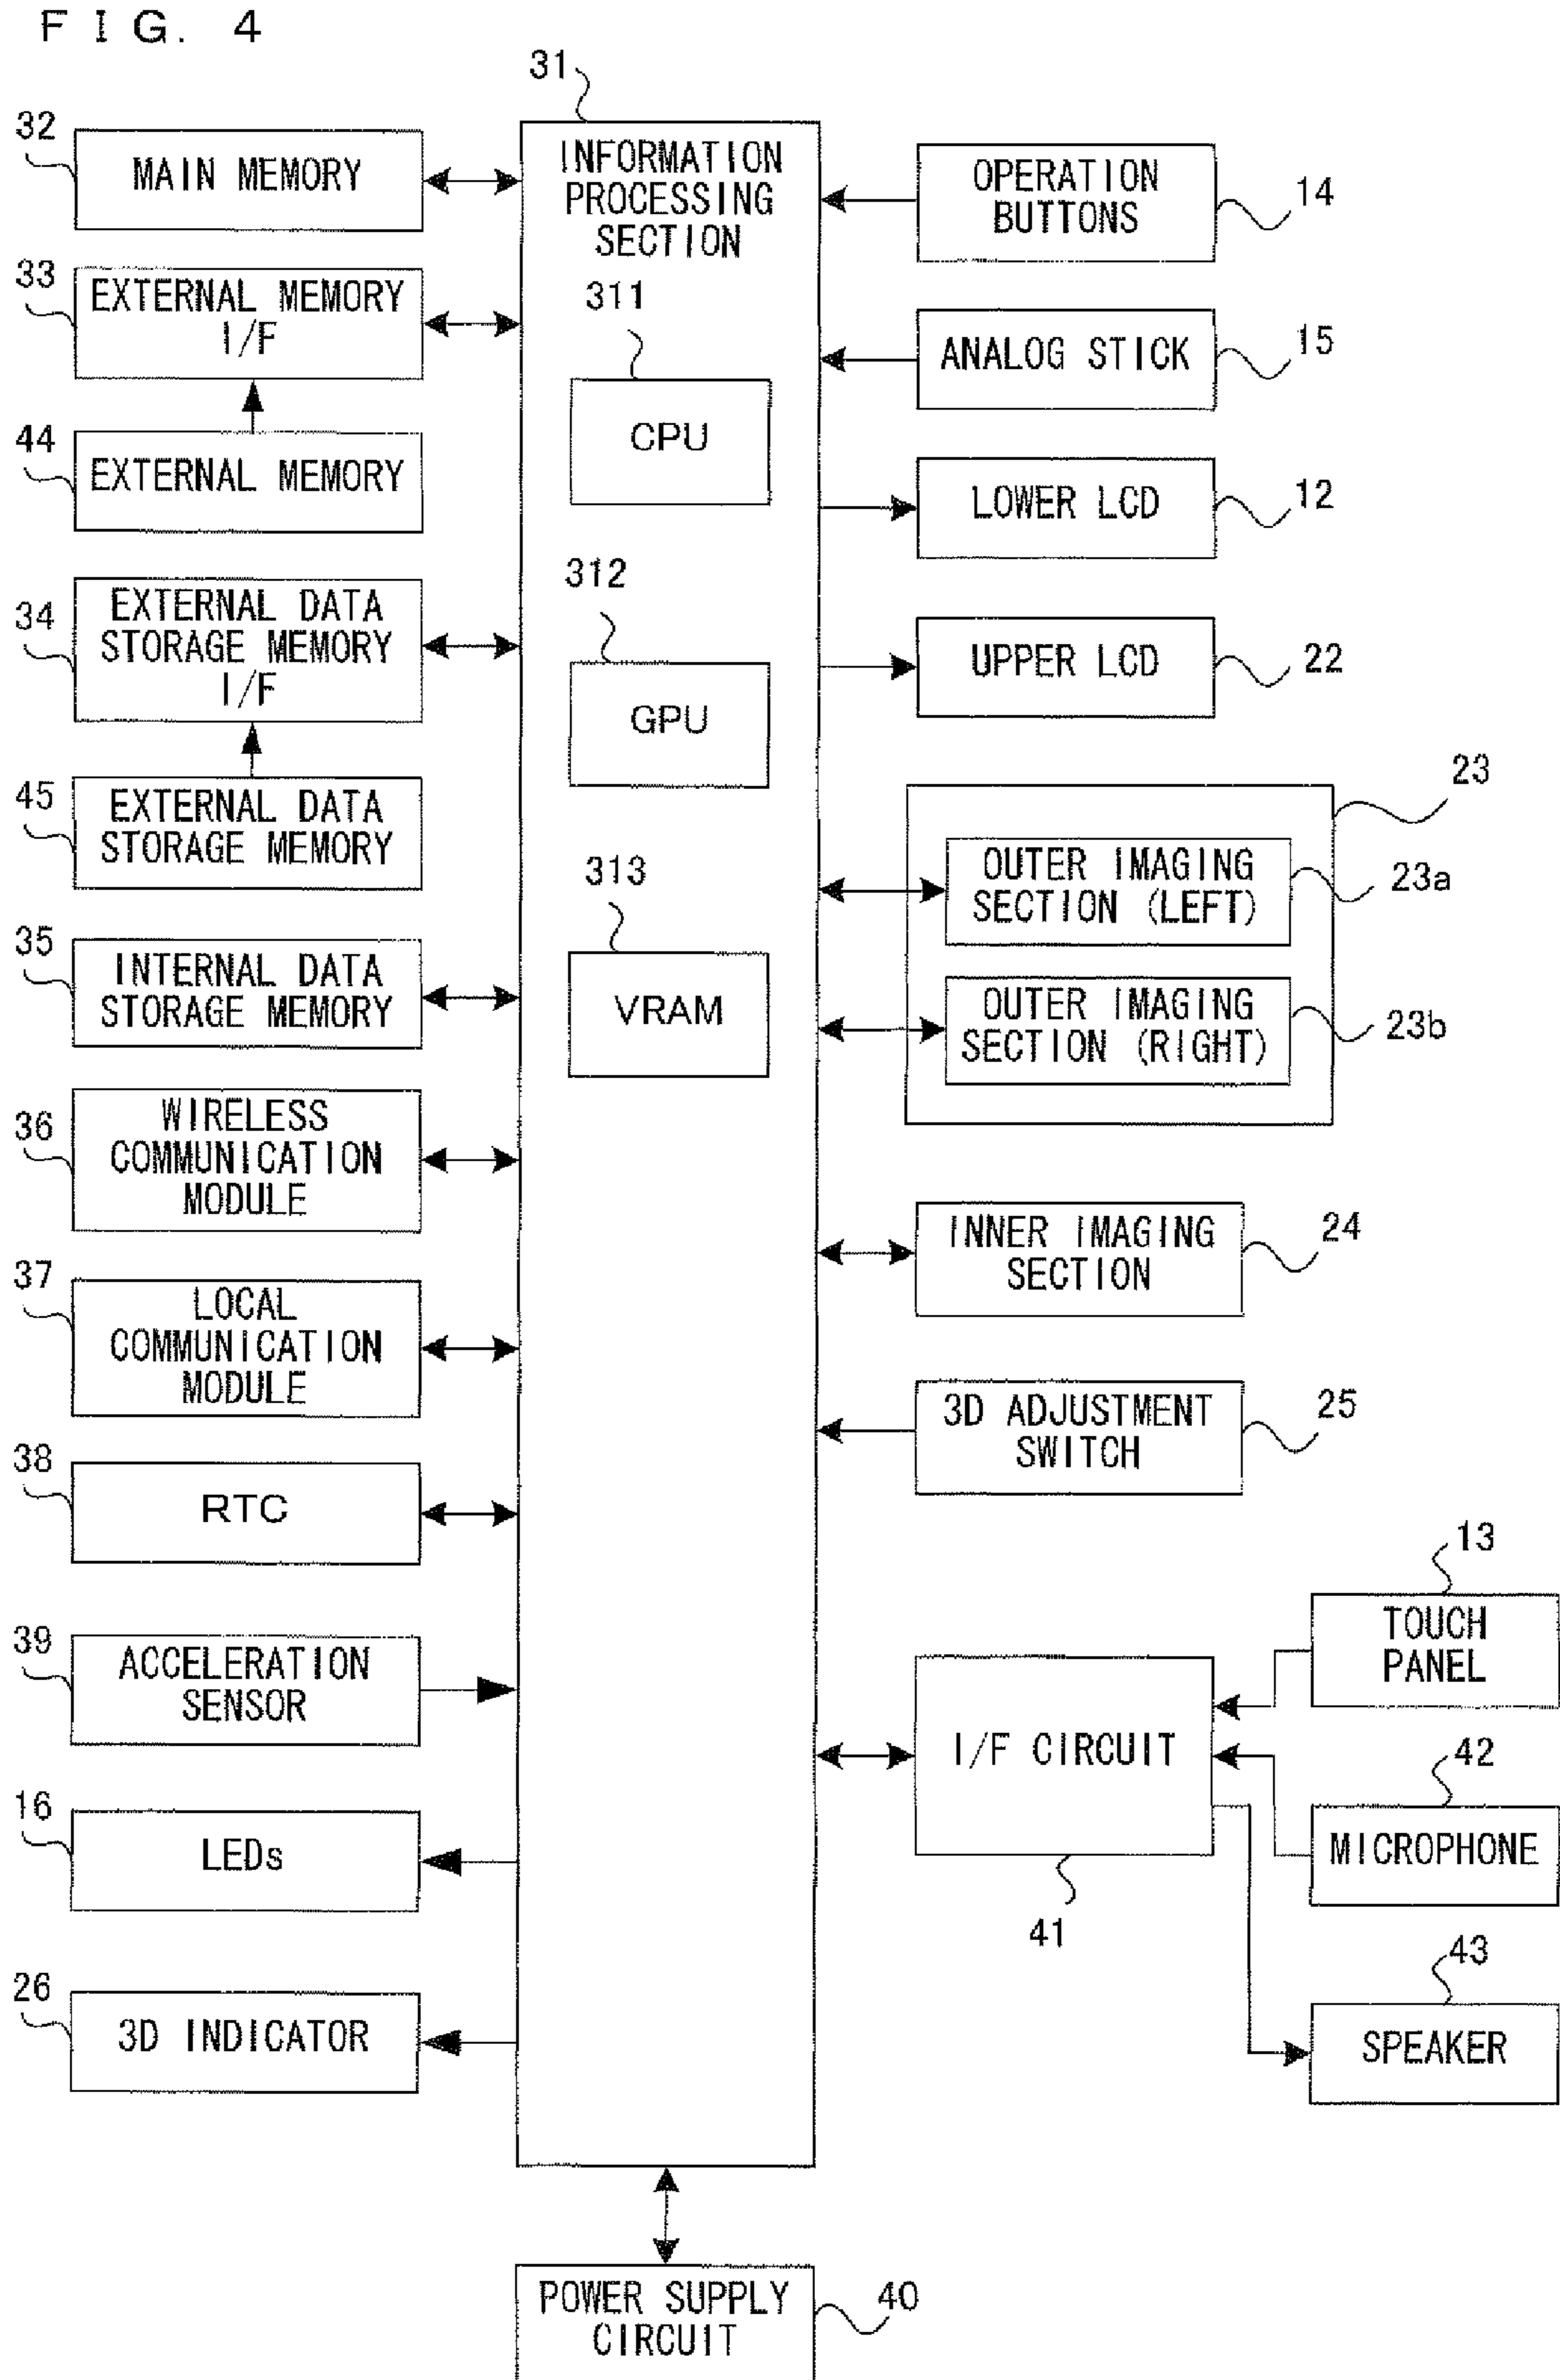 FIG. 4
31
32
MAIN MEMORY
33
EXTERNAL MEMORY
I/F
44
EXTERNAL MEMORY
34
EXTERNAL DATA
STORAGE MEMORY
I/F
45
EXTERNAL DATA
STORAGE MEMORY
35
INTERNAL DATA
STORAGE MEMORY
36
WIRELESS
COMMUNICATION
MODULE
37
LOCAL
COMMUNICATION
MODULE
38
RTC
39
ACCELERATION
SENSOR
16
LEDs
26
3D INDICATOR
INFORMATION
PROCESSING
SECTION
311
CPU
312
GPU
313
VRAM
OPERATION
BUTTONS
14
ANALOG STICK
15
LOWER LCD
12
UPPER LCD
22
23
OUTER IMAGING
SECTION (LEFT)
23a
OUTER IMAGING
SECTION (RIGHT)
23b
INNER IMAGING
SECTION
24
3D ADJUSTMENT
SWITCH
25
13
TOUCH
PANEL
I/F CIRCUIT
41
42
MICROPHONE
43
SPEAKER
POWER SUPPLY
CIRCUIT
40